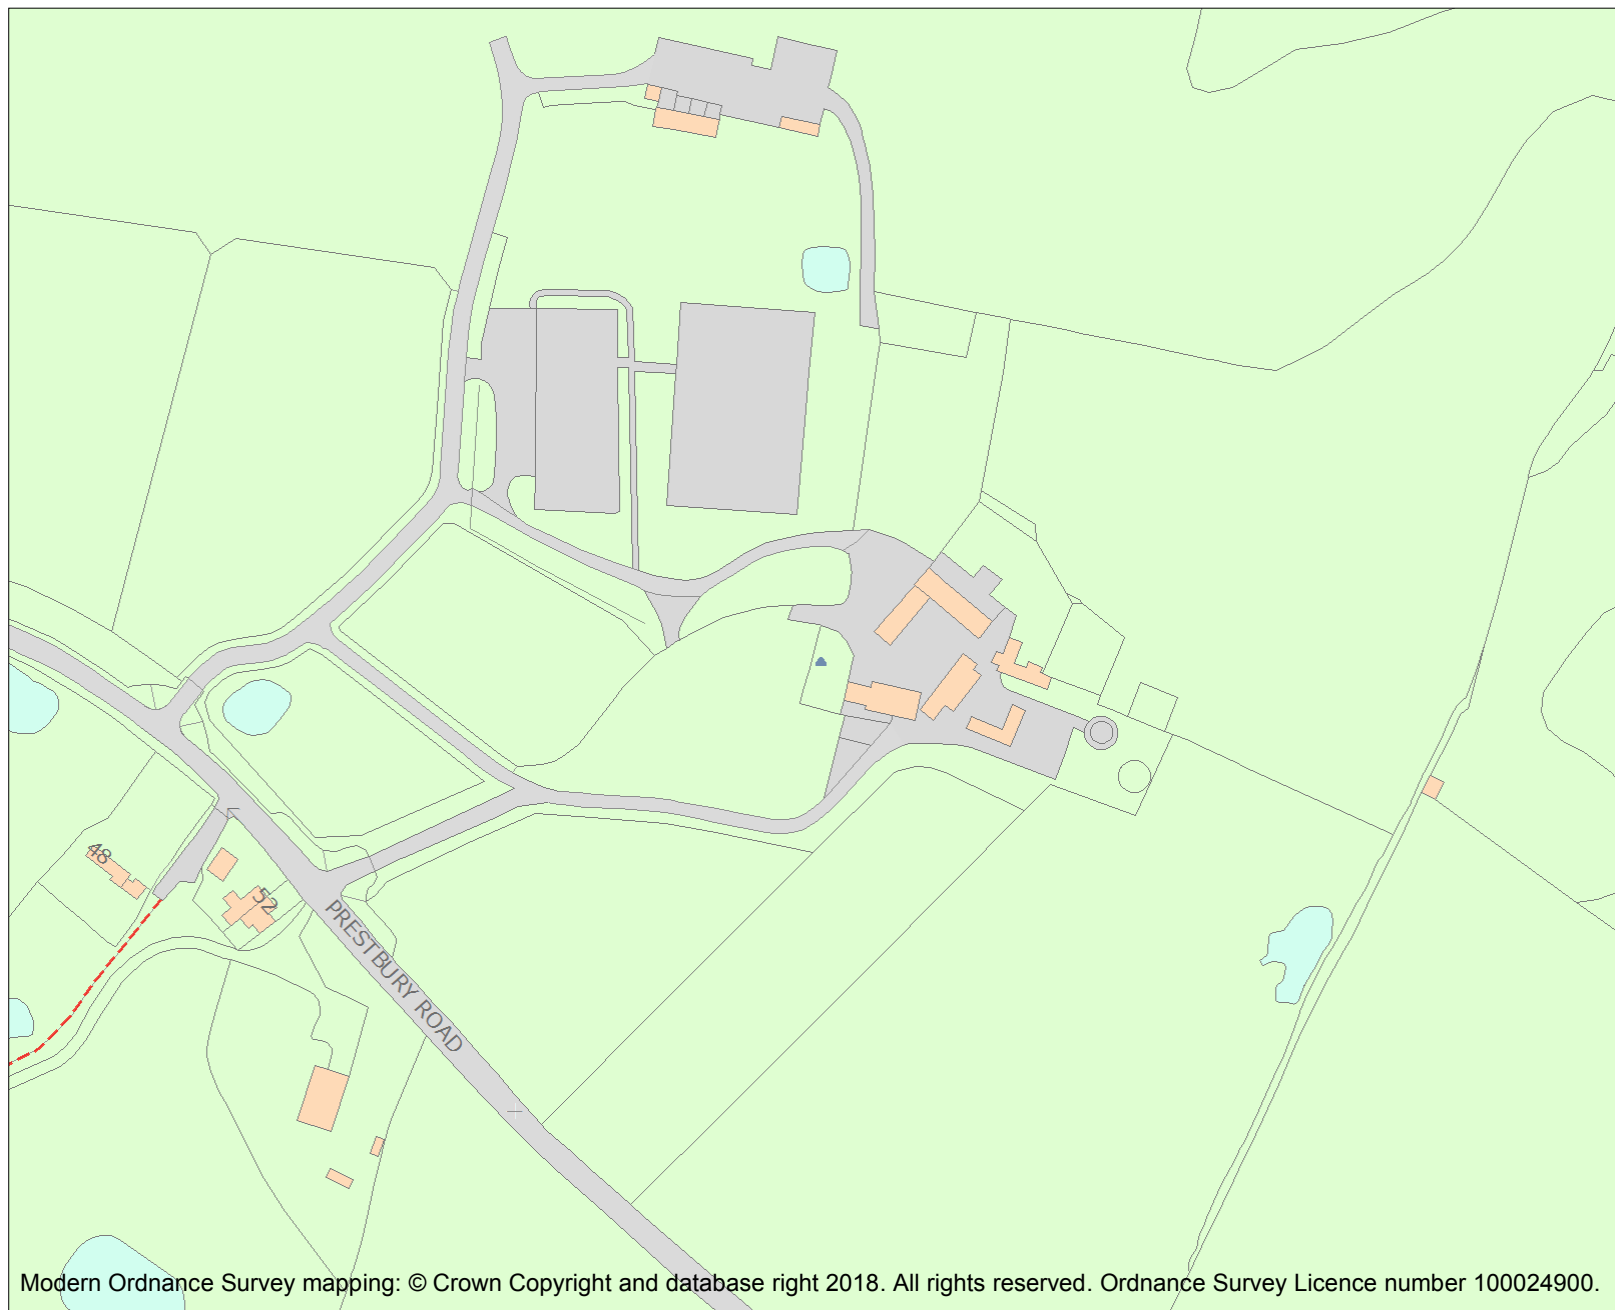 48
52
PRESTBURY ROAD
Modern Ordnance Survey mapping: © Crown Copyright and database right 2018. All rights reserved. Ordnance Survey Licence number 100024900.